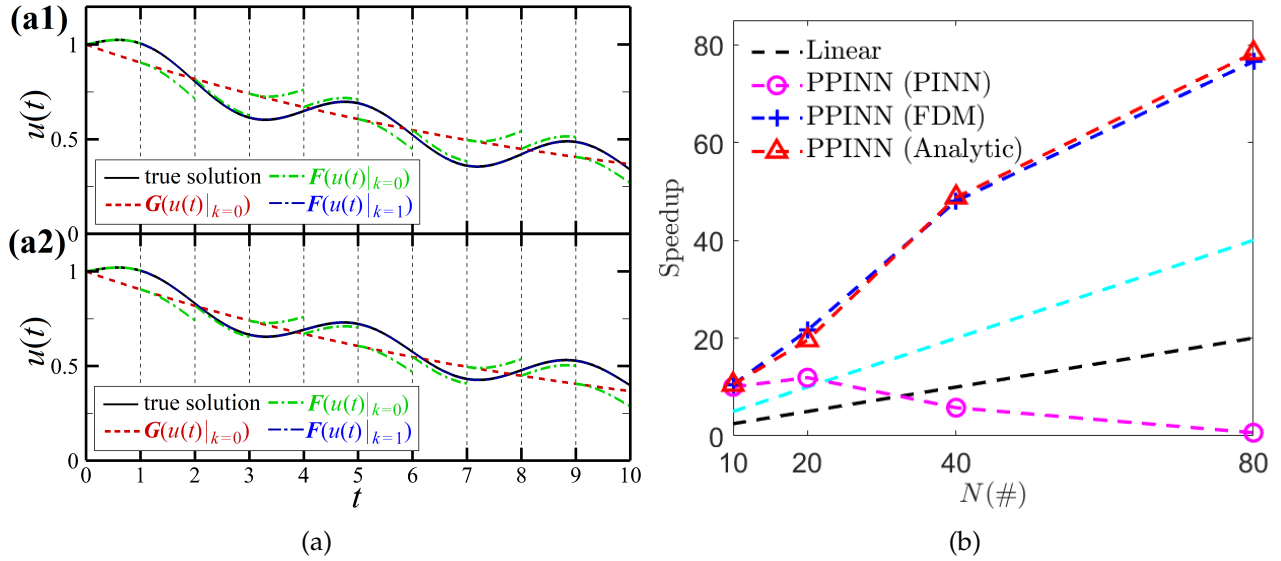 (a1)
1
0.5
0
u(t)
true solution
G(u(t)|k=0)
F(u(t)|k=0)
F(u(t)|k=1)
(a2)
1
0.5
0
u(t)
true solution
G(u(t)|k=0)
F(u(t)|k=0)
F(u(t)|k=1)
0 1 2 3 4 5 6 7 8 9 10
t
(a)
80
60
40
20
0
Speedup
Linear
PPINN (PINN)
PPINN (FDM)
PPINN (Analytic)
10 20 40 80
N(#)
(b)